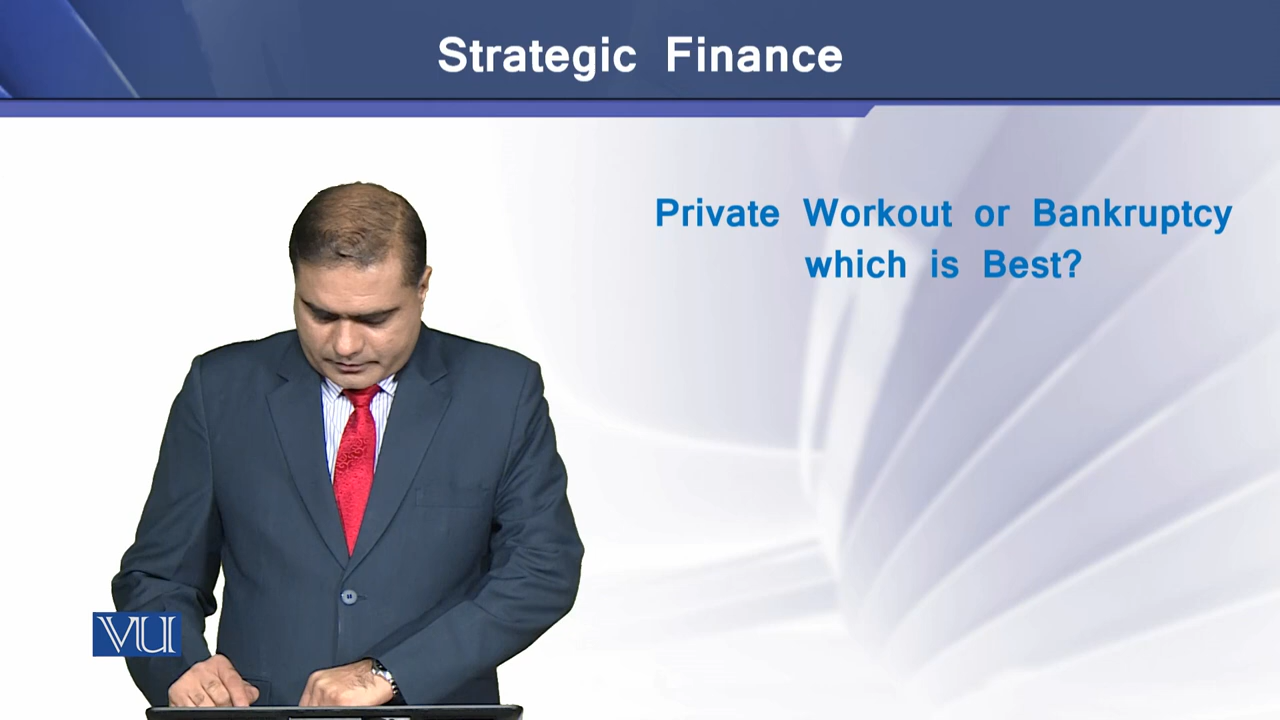 Strategic Finance
Private Workout or Bankruptcy
which is Best?
VU